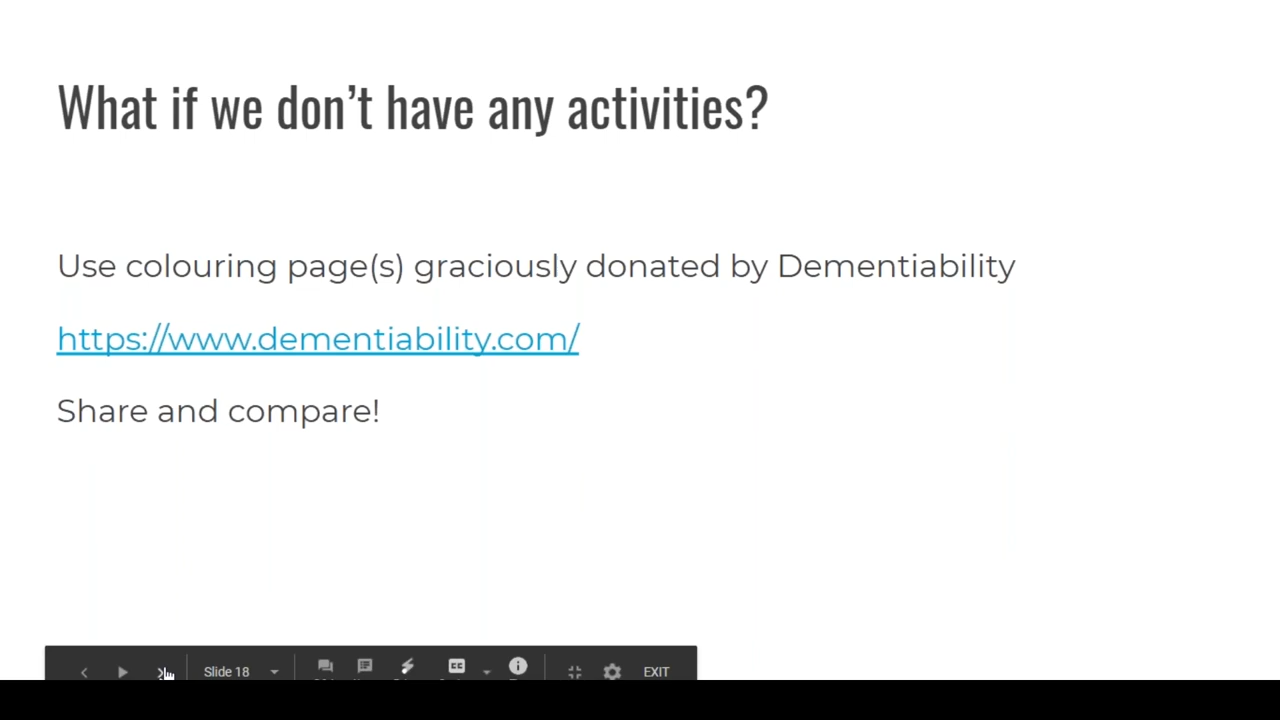 What if we don’t have any activities?
Use colouring page(s) graciously donated by Dementiability
https://www.dementiability.com/
Share and compare!
Slide 18
EXIT